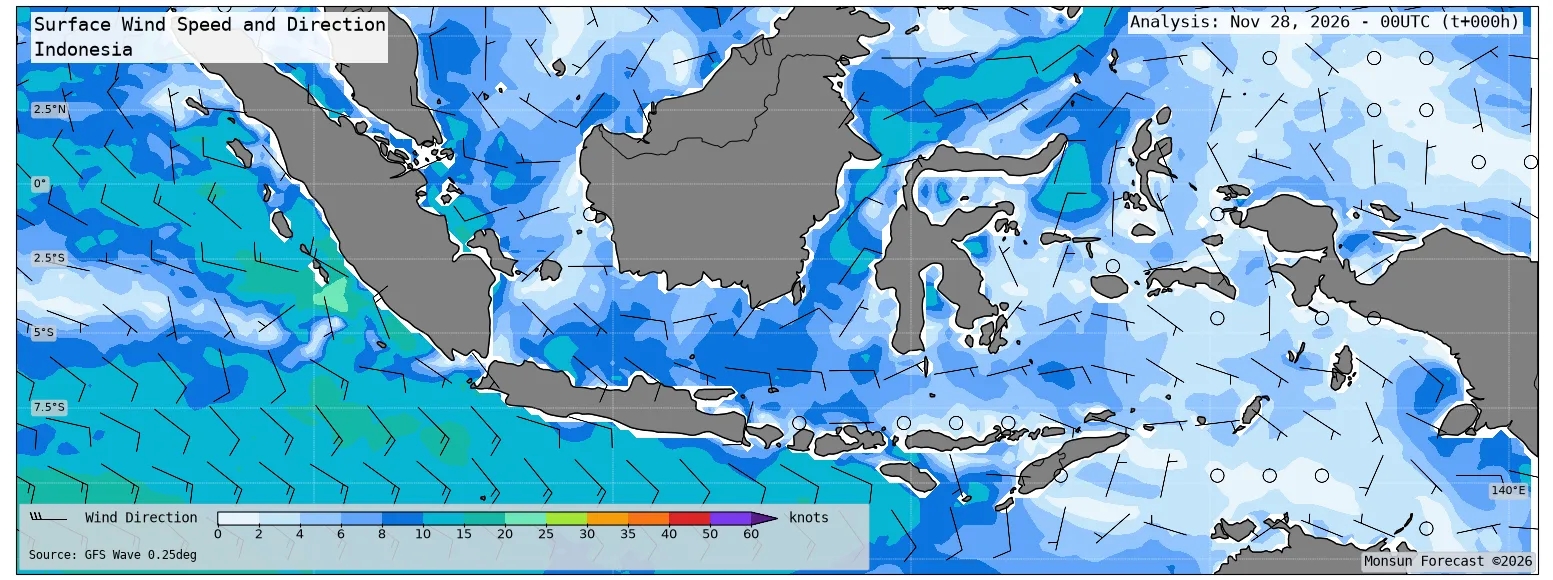 Surface Wind Speed and Direction
Indonesia
Analysis: Nov 28, 2026 - 00UTC (t+000h)
2.5°N
0°
2.5°S
5°S
7.5°S
140°E
Wind Direction
0 2 4 6 8 10 15 20 25 30 35 40 50 60
knots
Source: GFS Wave 0.25deg
Monsun Forecast ©2026